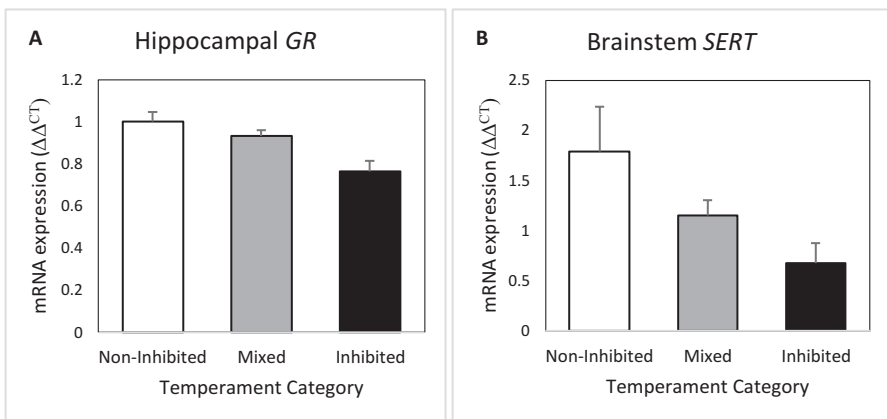 A
Hippocampal GR
mRNA expression (ΔΔCT)
1.2
1
0.8
0.6
0.4
0.2
0
Non-Inhibited Mixed Inhibited
Temperament Category
B
Brainstem SERT
mRNA expression (ΔΔCT)
2.5
2
1.5
1
0.5
0
Non-Inhibited Mixed Inhibited
Temperament Category